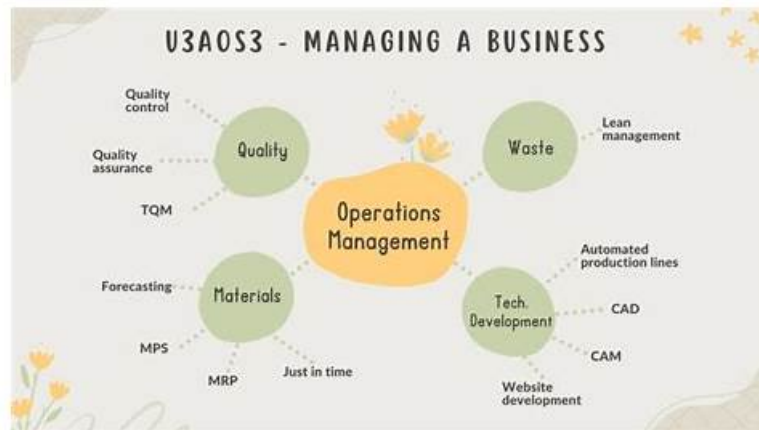 U3AOS3 - MANAGING A BUSINESS
Quality
control
Quality
assurance
TQM
Quality
Waste
Lean
management
Operations
Management
Forecasting
MPS
MRP
Just in time
Materials
Tech.
Development
Automated
production lines
CAD
CAM
Website
development